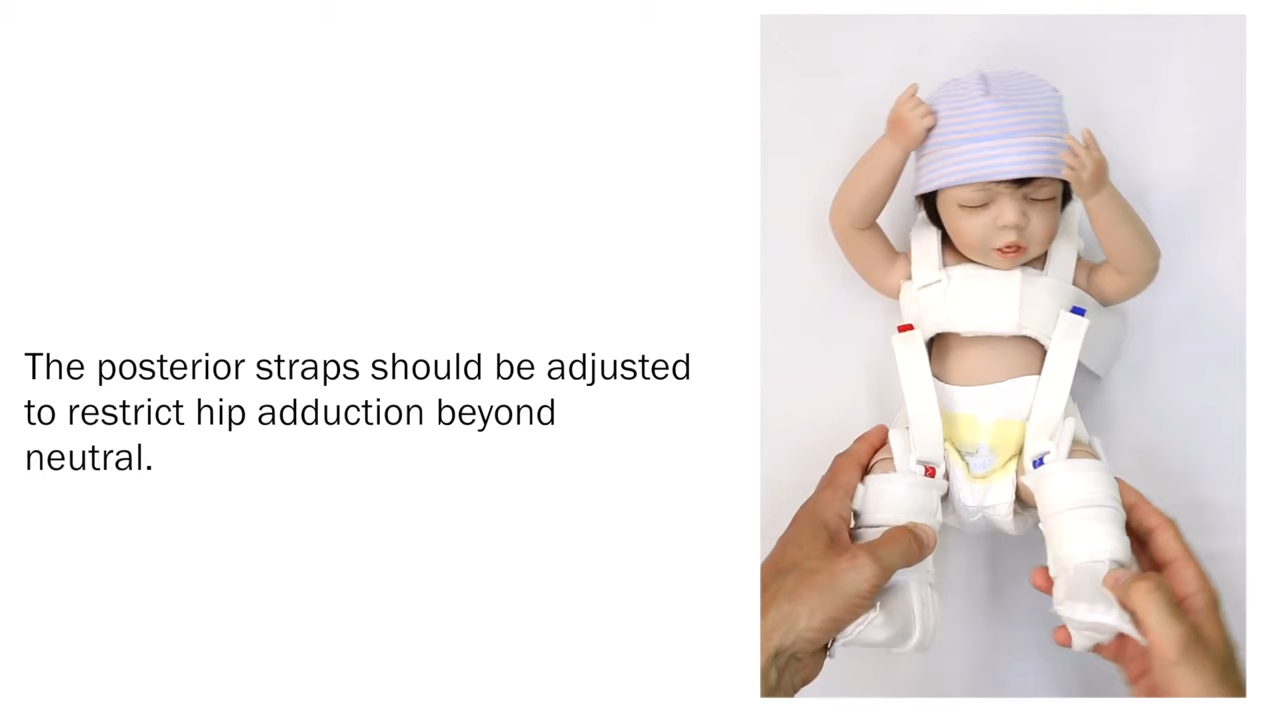 The posterior straps should be adjusted
to restrict hip adduction beyond
neutral.